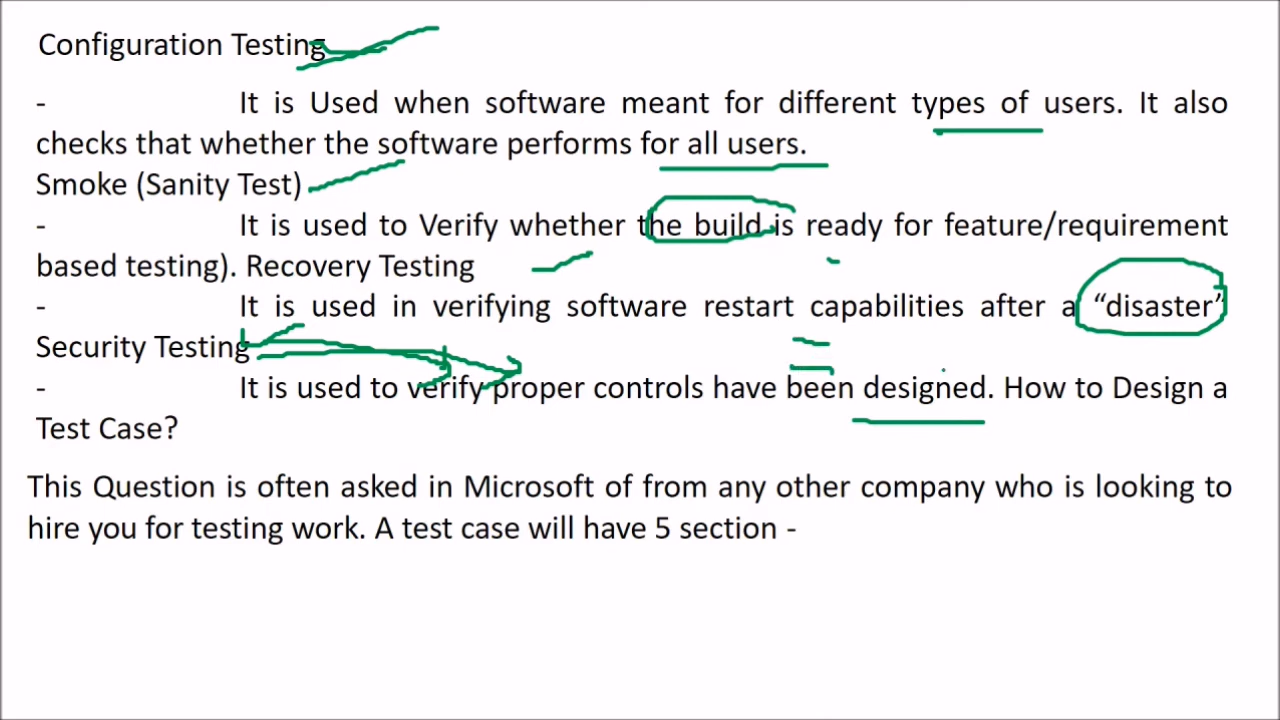 Configuration Testing
- It is Used when software meant for different types of users. It also
checks that whether the software performs for all users.
Smoke (Sanity Test)
- It is used to Verify whether the build is ready for feature/requirement
based testing). Recovery Testing
- It is used in verifying software restart capabilities after a “disaster”
Security Testing
- It is used to verify proper controls have been designed. How to Design a
Test Case?
This Question is often asked in Microsoft of from any other company who is looking to
hire you for testing work. A test case will have 5 section -